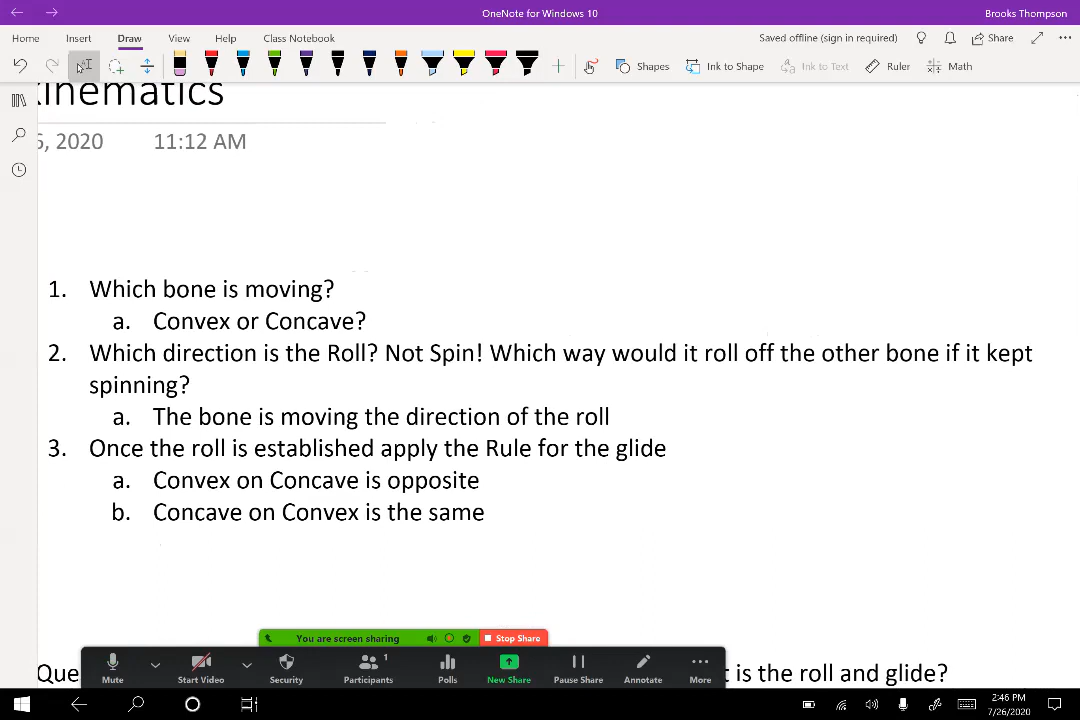 OneNote for Windows 10
Brooks Thompson
Home Insert Draw View Help Class Notebook
Saved offline (sign in required) Share
Shapes Ink to Shape Ink to Text Ruler Math
kinematics
6, 2020 11:12 AM
1. Which bone is moving?
a. Convex or Concave?
2. Which direction is the Roll? Not Spin! Which way would it roll off the other bone if it kept
spinning?
a. The bone is moving the direction of the roll
3. Once the roll is established apply the Rule for the glide
a. Convex on Concave is opposite
b. Concave on Convex is the same
You are screen sharing Stop Share
1
Mute Start Video Security Participants Polls New Share Pause Share Annotate More
Que is the roll and glide?
2:46 PM
7/26/2020